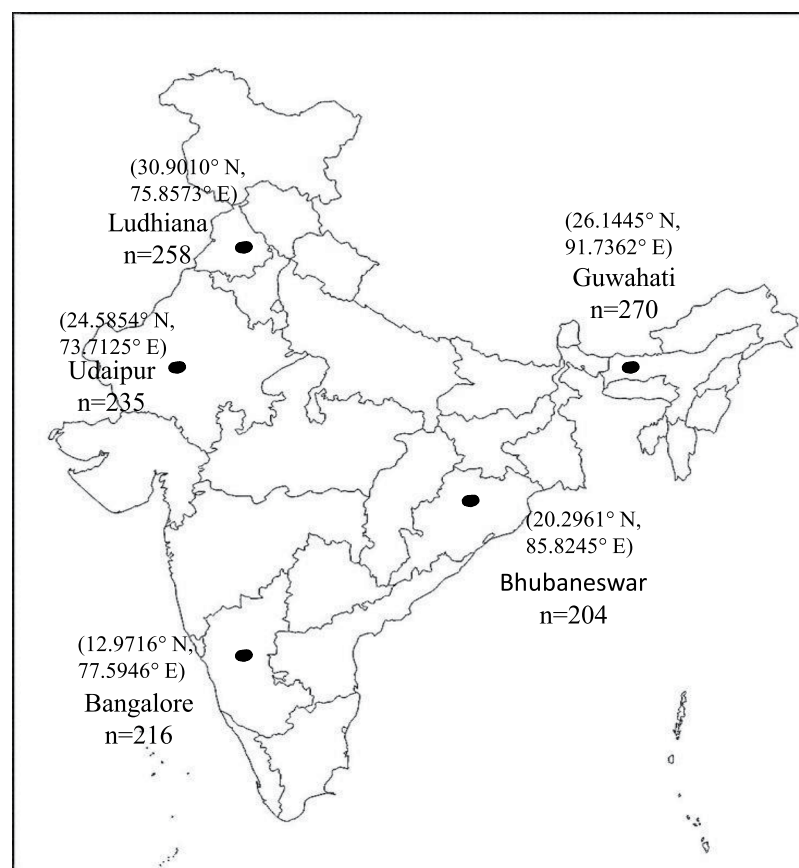 (30.9010° N,
75.8573° E)
Ludhiana
n=258
(26.1445° N,
91.7362° E)
Guwahati
n=270
(24.5854° N,
73.7125° E)
Udaipur
n=235
(20.2961° N,
85.8245° E)
Bhubaneswar
n=204
(12.9716° N,
77.5946° E)
Bangalore
n=216